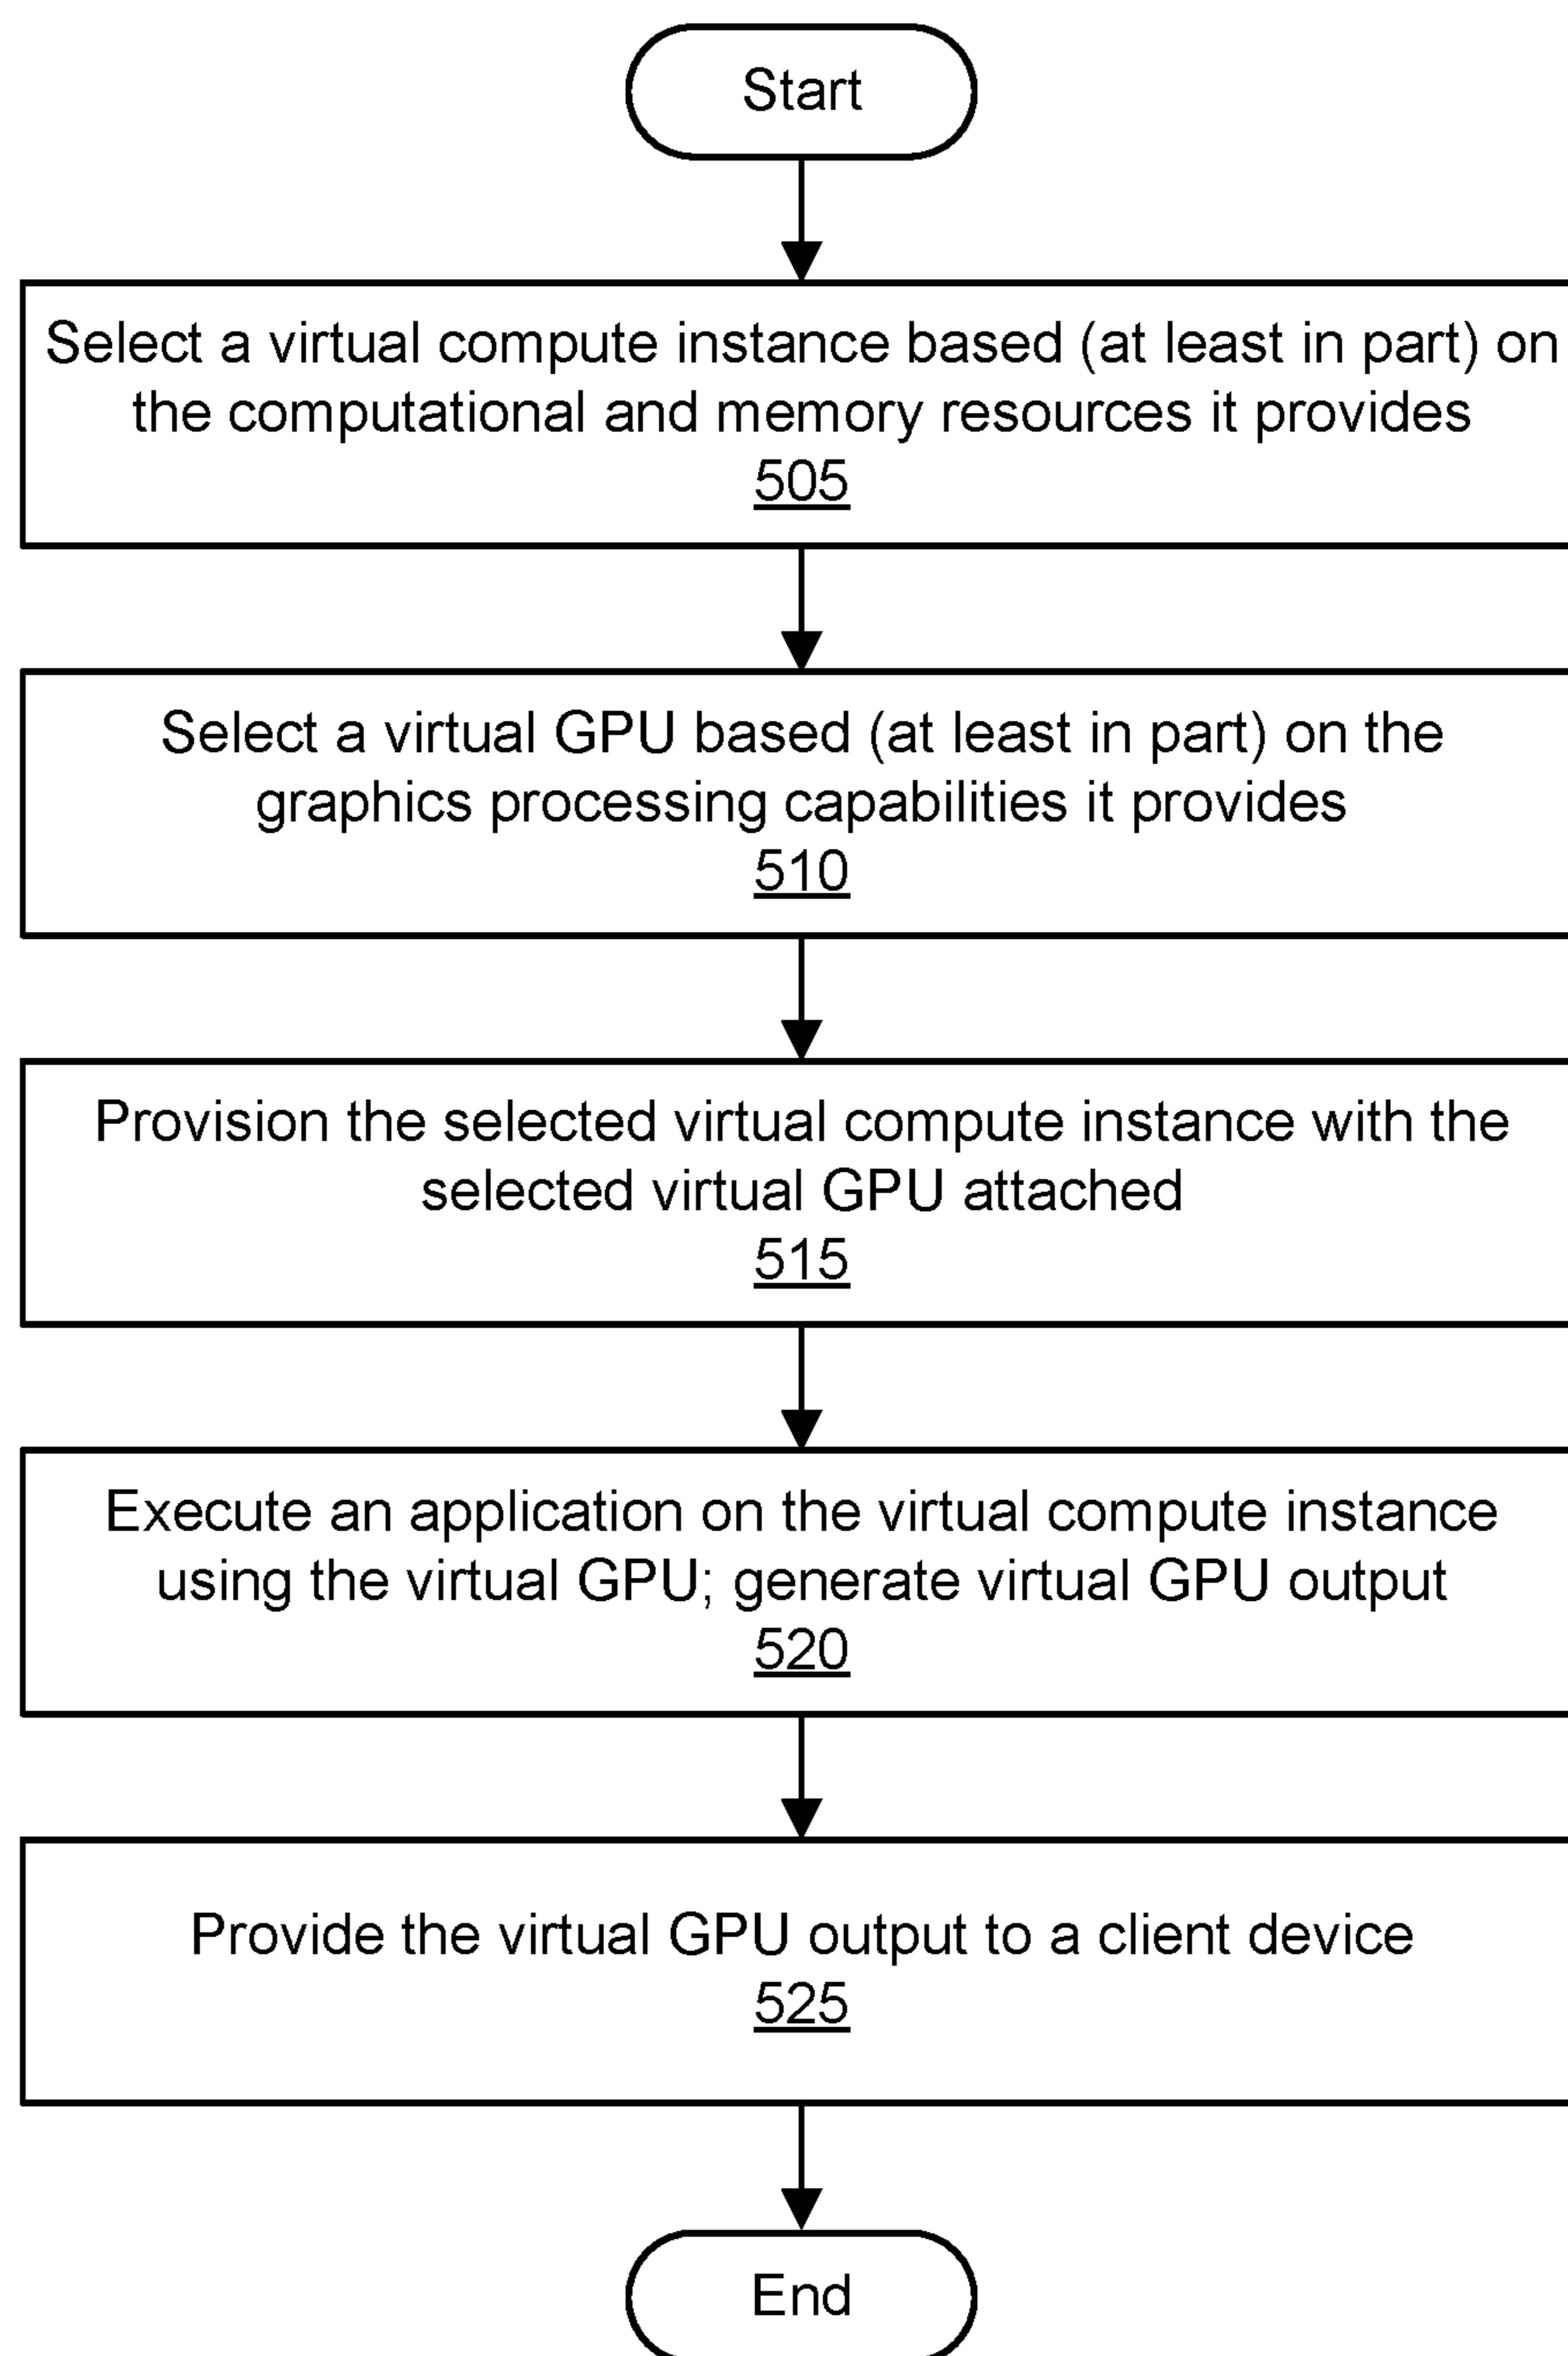 Start
Select a virtual compute instance based (at least in part) on
the computational and memory resources it provides
505
Select a virtual GPU based (at least in part) on the
graphics processing capabilities it provides
510
Provision the selected virtual compute instance with the
selected virtual GPU attached
515
Execute an application on the virtual compute instance
using the virtual GPU; generate virtual GPU output
520
Provide the virtual GPU output to a client device
525
End